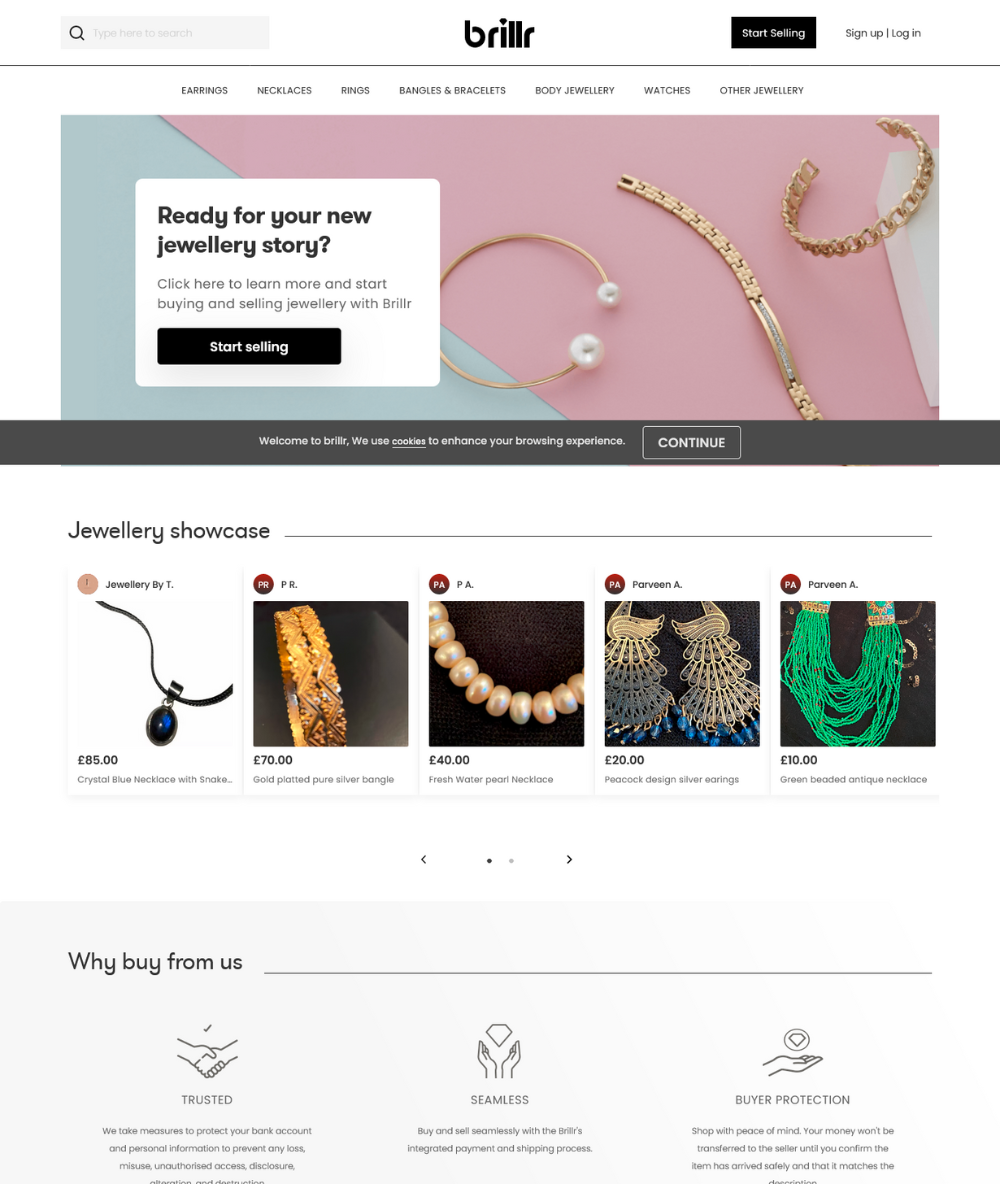 Type here to search
brillr
Start Selling
Sign up | Log in
EARRINGS
NECKLACES
RINGS
BANGLES & BRACELETS
BODY JEWELLERY
WATCHES
OTHER JEWELLERY
Ready for your new
jewellery story?
Click here to learn more and start
buying and selling jewellery with Brillr
Start selling
Welcome to brillr, We use cookies to enhance your browsing experience.
CONTINUE
Jewellery showcase
Jewellery By T.
PR
P R.
PA
P A.
PA
Parveen A.
PA
Parveen A.
£85.00
£70.00
£40.00
£20.00
£10.00
Crystal Blue Necklace with Snake...
Gold platted pure silver bangle
Fresh Water pearl Necklace
Peacock design silver earings
Green beaded antique necklace
Why buy from us
TRUSTED
We take measures to protect your bank account
and personal information to prevent any loss,
misuse, unauthorised access, disclosure,
alteration, and destruction.
SEAMLESS
Buy and sell seamlessly with the Brillr's
integrated payment and shipping process.
BUYER PROTECTION
Shop with peace of mind. Your money won't be
transferred to the seller until you confirm the
item has arrived safely and that it matches the
description.